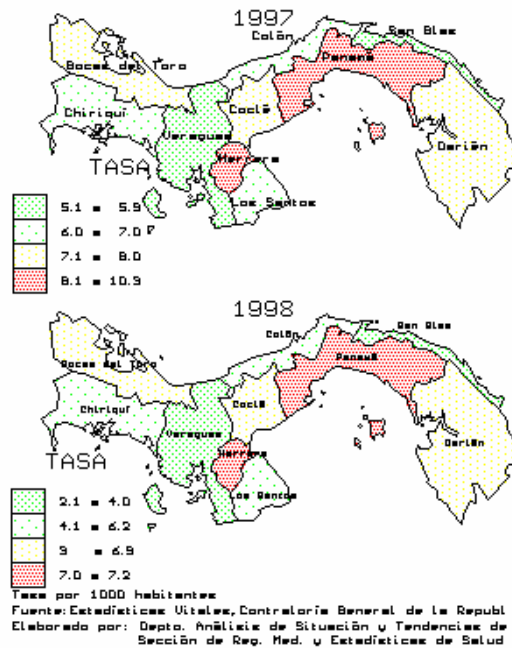 1997
San Blas
Colón
Bocas del Toro
Panamá
Chiriquí
Coclé
Veraguas
Darién
Herrera
TASA
Los Santos
5.1 a 5.9
6.0 a 7.0
7.1 a 8.0
8.1 a 10.9
1998
San Blas
Colón
Bocas del Toro
Panamá
Chiriquí
Coclé
Veraguas
Darién
Herrera
TASA
Los Santos
2.1 a 4.0
4.1 a 6.2
3 a 6.9
7.0 a 7.2
Tasa por 1000 habitantes
Fuente: Estadísticas Vitales, Contraloría General de la Republ
Elaborado por: Depto. Análisis de Situación y Tendencias de
Sección de Reg. Med. y Estadísticas de Salud